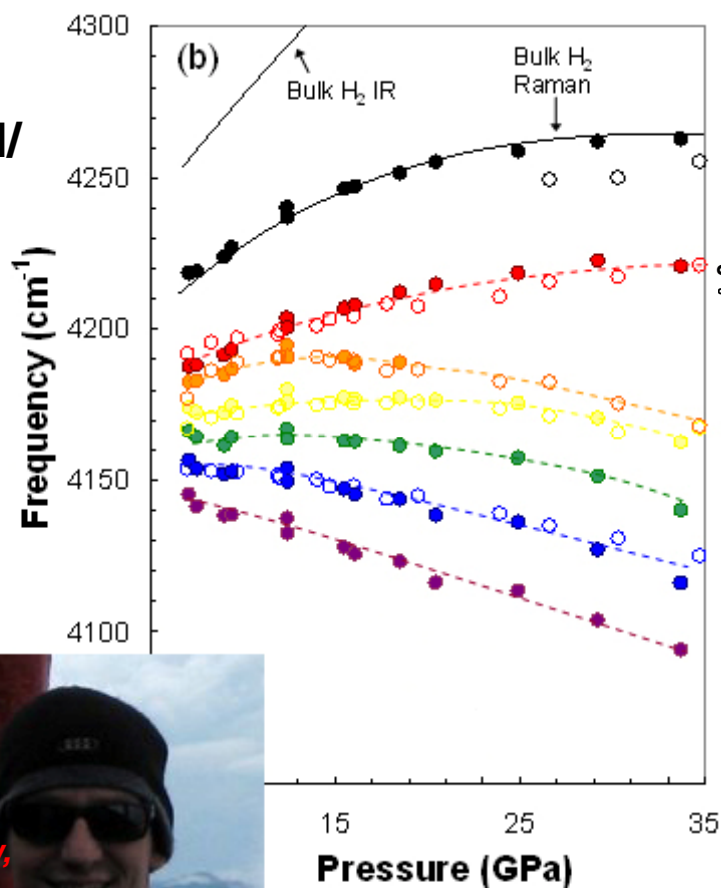 4300
(b)
Bulk H₂
Raman
Bulk H₂ IR
l/
4250
4200
4150
4100
Frequency (cm⁻¹)
15
25
35
Pressure (GPa)